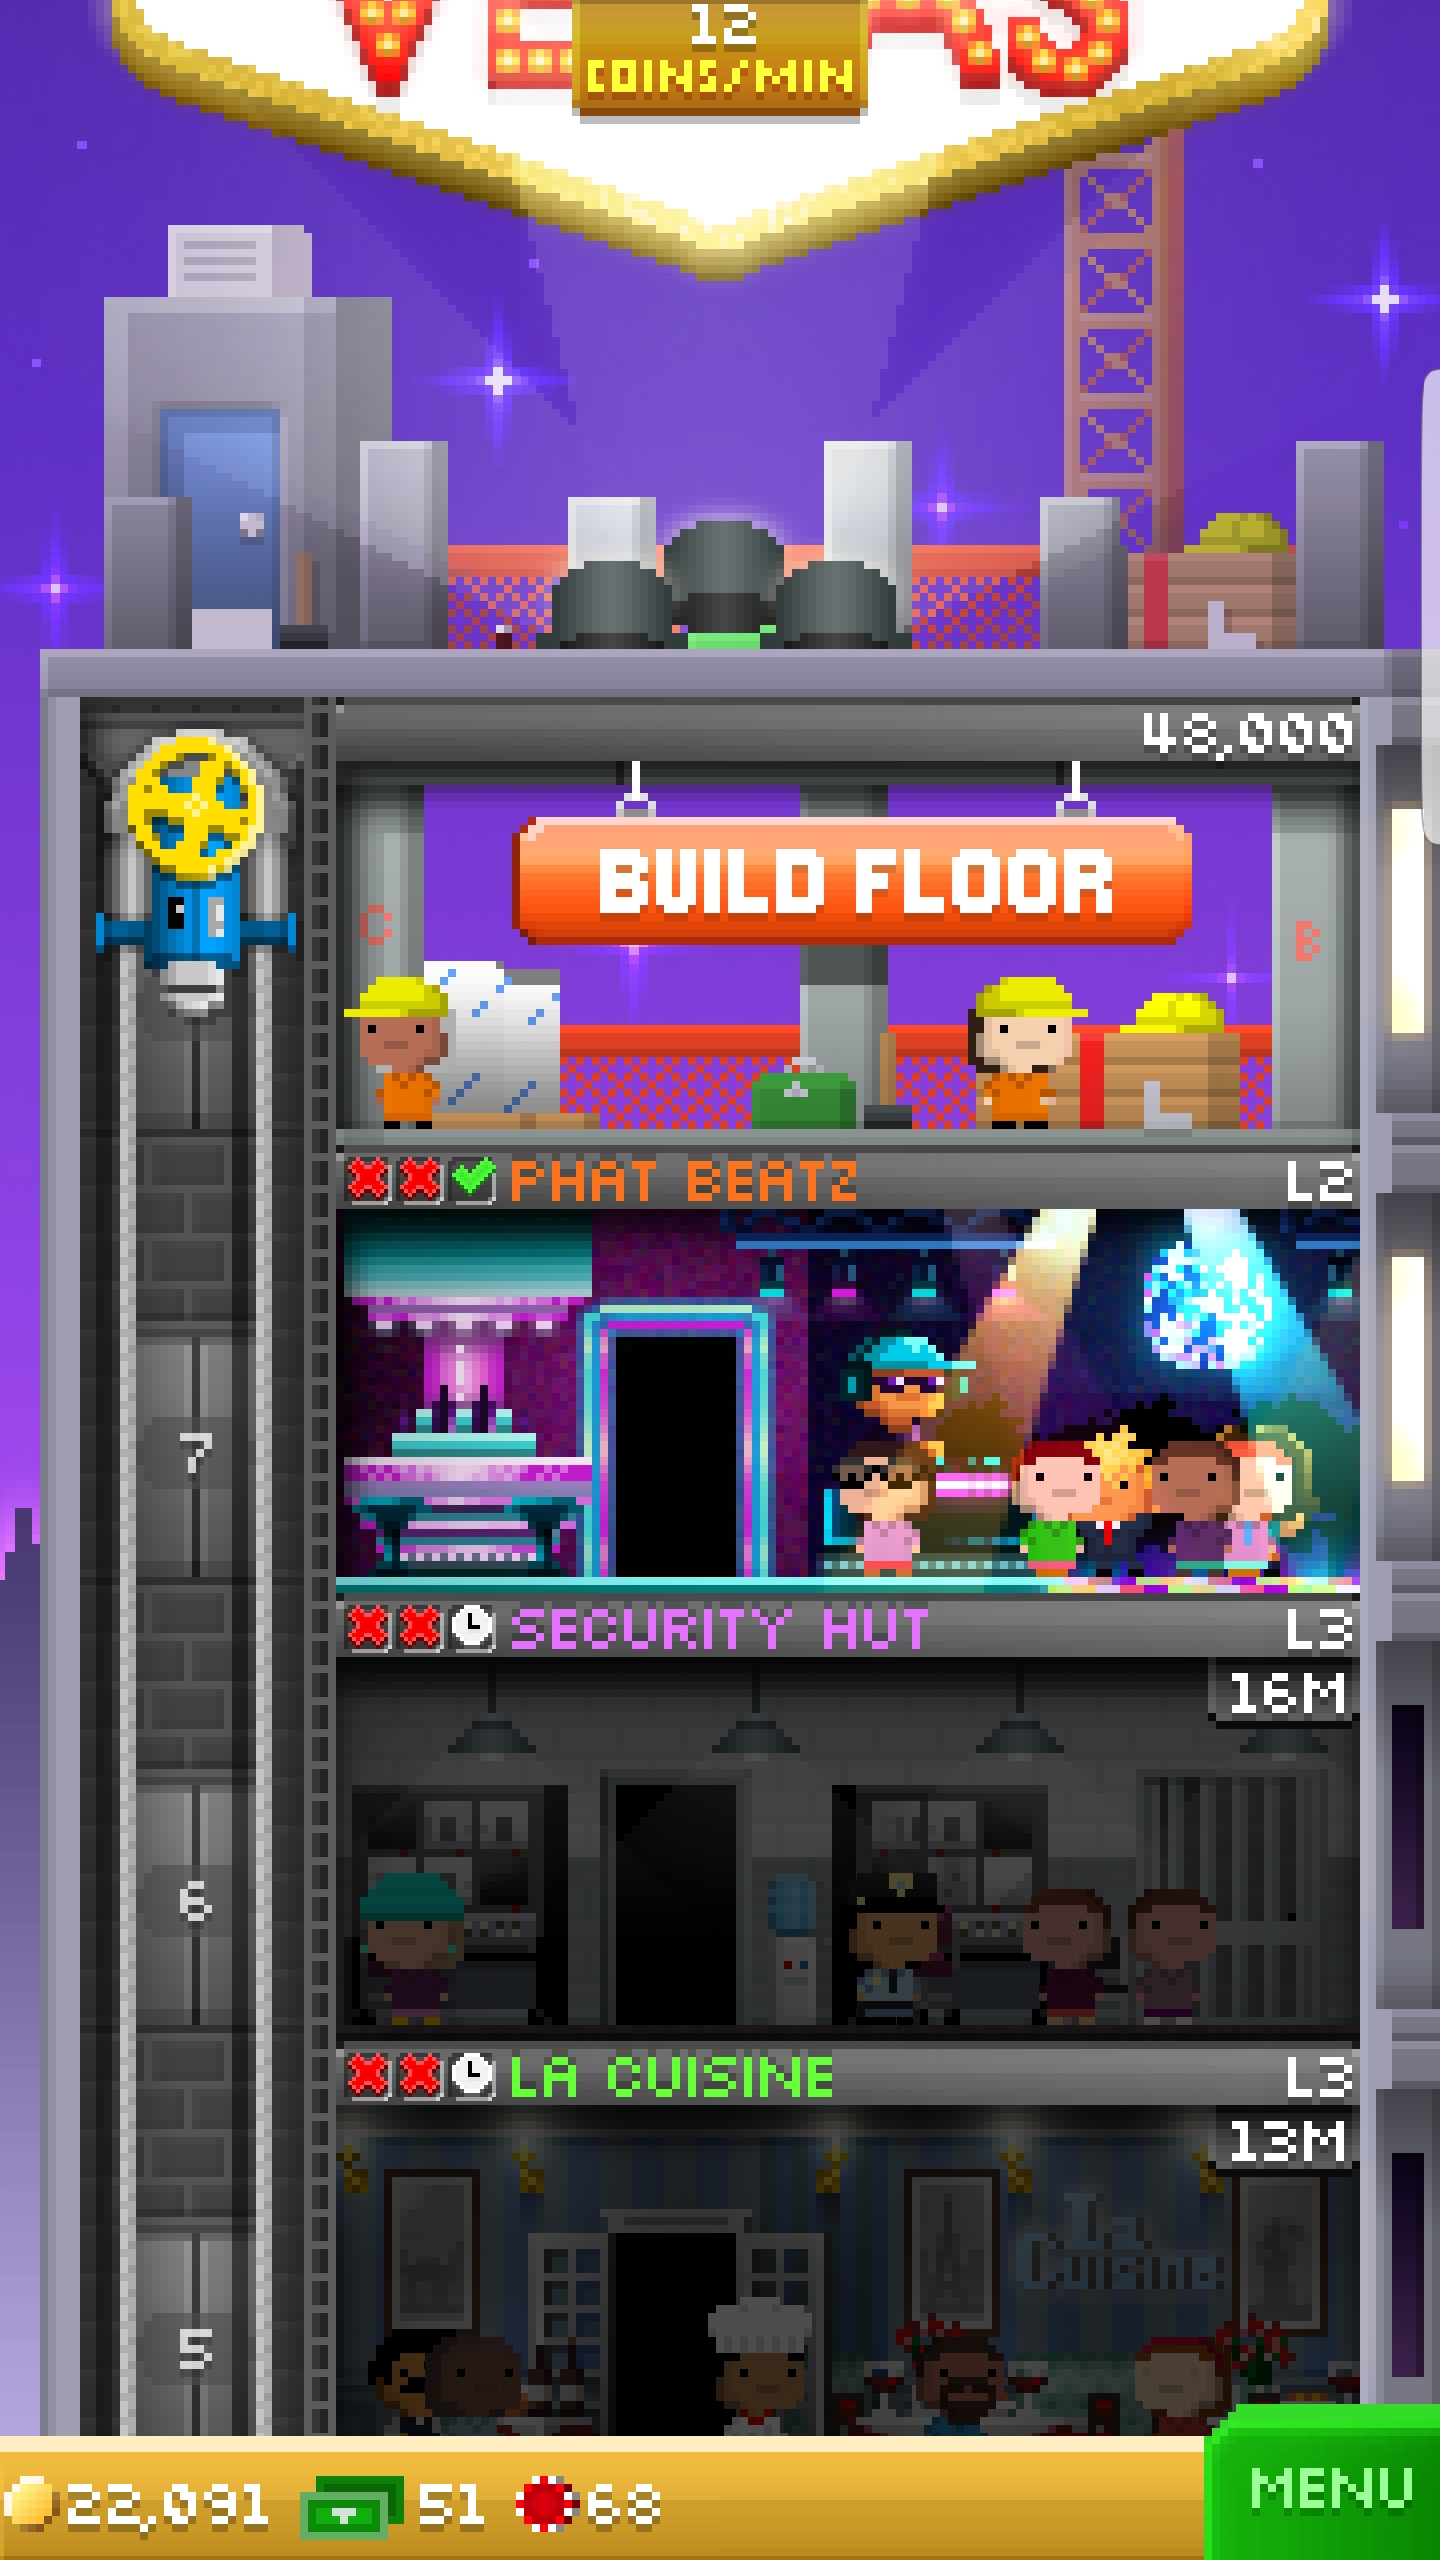 12
COINS/MIN
48,000
BUILD FLOOR
C
B
PHAT BEATZ L2
7
SECURITY HUT L3
16M
6
LA CUISINE L3
13M
La
Cuisine
5
22,091 51 68
MENU